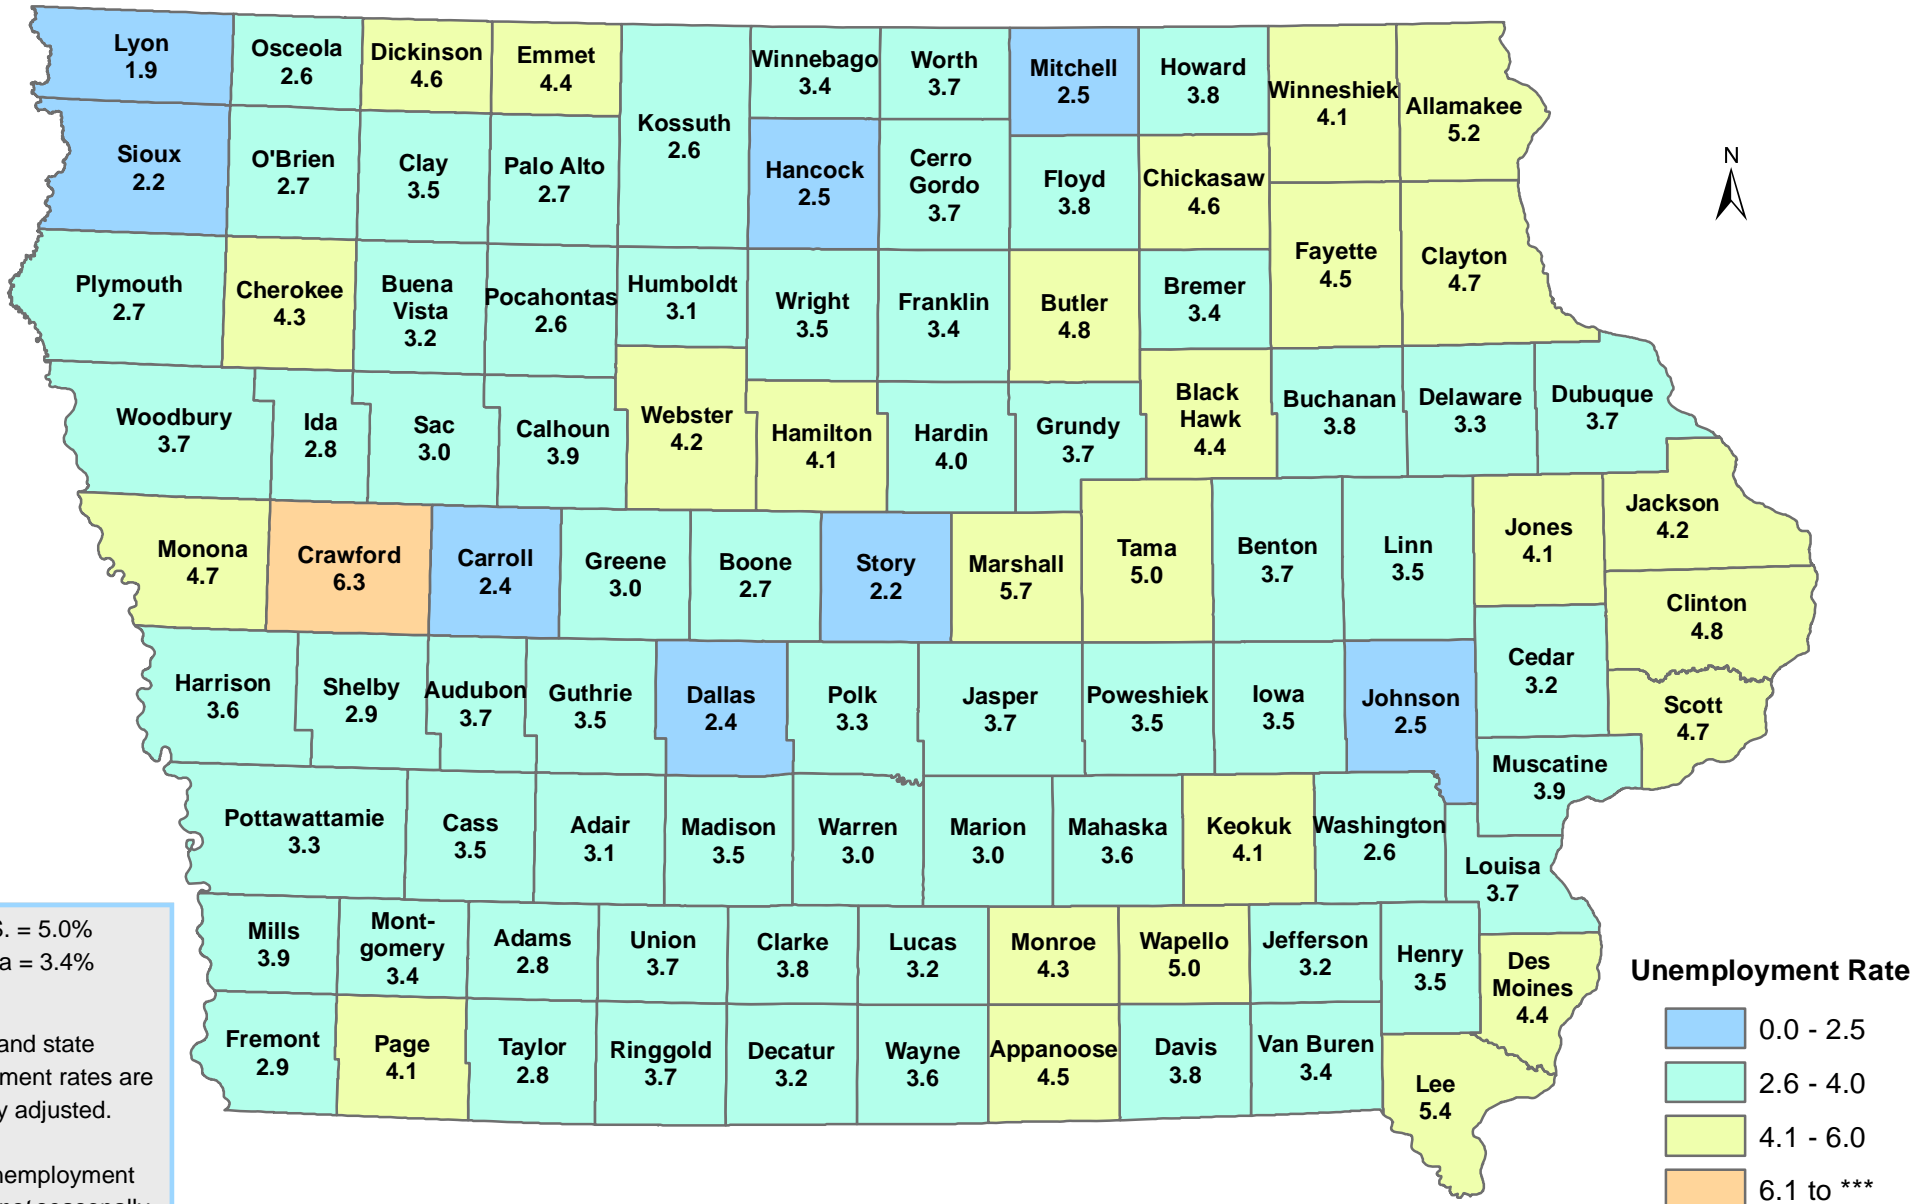 Lyon
1.9
Osceola
2.6
Dickinson
4.6
Emmet
4.4
Kossuth
2.6
Winnebago
3.4
Worth
3.7
Mitchell
2.5
Howard
3.8
Winneshiek
4.1
Allamakee
5.2
Sioux
2.2
O'Brien
2.7
Clay
3.5
Palo Alto
2.7
Hancock
2.5
Cerro
Gordo
3.7
Floyd
3.8
Chickasaw
4.6
N
Plymouth
2.7
Cherokee
4.3
Buena
Vista
3.2
Pocahontas
2.6
Humboldt
3.1
Wright
3.5
Franklin
3.4
Butler
4.8
Bremer
3.4
Fayette
4.5
Clayton
4.7
Woodbury
3.7
Ida
2.8
Sac
3.0
Calhoun
3.9
Webster
4.2
Hamilton
4.1
Hardin
4.0
Grundy
3.7
Black
Hawk
4.4
Buchanan
3.8
Delaware
3.3
Dubuque
3.7
Monona
4.7
Crawford
6.3
Carroll
2.4
Greene
3.0
Boone
2.7
Story
2.2
Marshall
5.7
Tama
5.0
Benton
3.7
Linn
3.5
Jones
4.1
Jackson
4.2
Clinton
4.8
Harrison
3.6
Shelby
2.9
Audubon
3.7
Guthrie
3.5
Dallas
2.4
Polk
3.3
Jasper
3.7
Poweshiek
3.5
Iowa
3.5
Johnson
2.5
Cedar
3.2
Scott
4.7
Muscatine
3.9
Pottawattamie
3.3
Cass
3.5
Adair
3.1
Madison
3.5
Warren
3.0
Marion
3.0
Mahaska
3.6
Keokuk
4.1
Washington
2.6
Louisa
3.7
Mills
3.9
Mont-
gomery
3.4
Adams
2.8
Union
3.7
Clarke
3.8
Lucas
3.2
Monroe
4.3
Wapello
5.0
Jefferson
3.2
Henry
3.5
Des
Moines
4.4
Fremont
2.9
Page
4.1
Taylor
2.8
Ringgold
3.7
Decatur
3.2
Wayne
3.6
Appanoose
4.5
Davis
3.8
Van Buren
3.4
Lee
5.4
S. = 5.0%
a = 3.4%
and state
ment rates are
y adjusted.
nemployment
not seasonally
Unemployment Rate
0.0 - 2.5
2.6 - 4.0
4.1 - 6.0
6.1 to ***